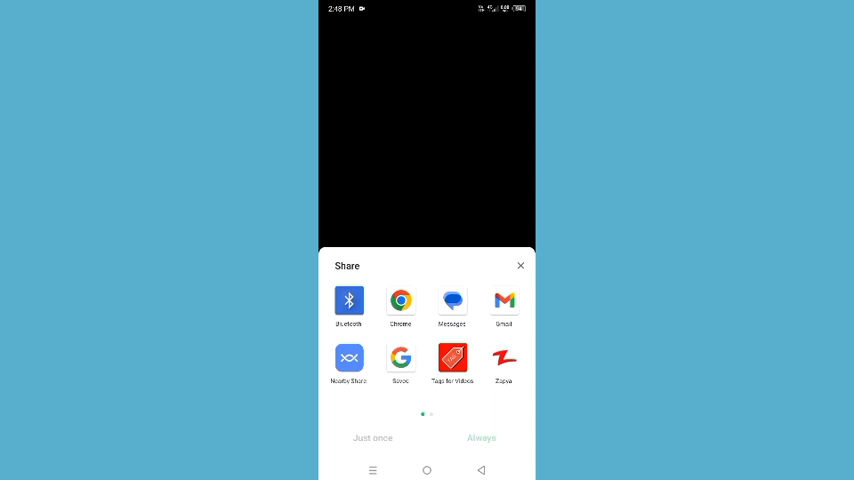 2:48 PM
Share
Bluetooth
Chrome
Messages
Gmail
Nearby Share
Saved
Tags for Videos
Zapya
Just once
Always